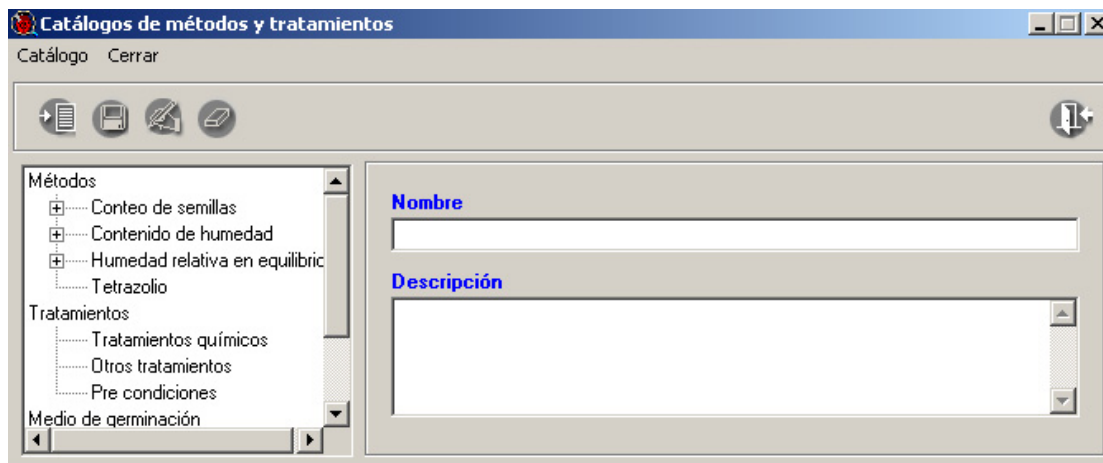 Catálogos de métodos y tratamientos
Catálogo Cerrar
Métodos
Conteo de semillas
Contenido de humedad
Humedad relativa en equilibric
Tetrazolio
Tratamientos
Tratamientos químicos
Otros tratamientos
Pre condiciones
Medio de germinación
Nombre
Descripción